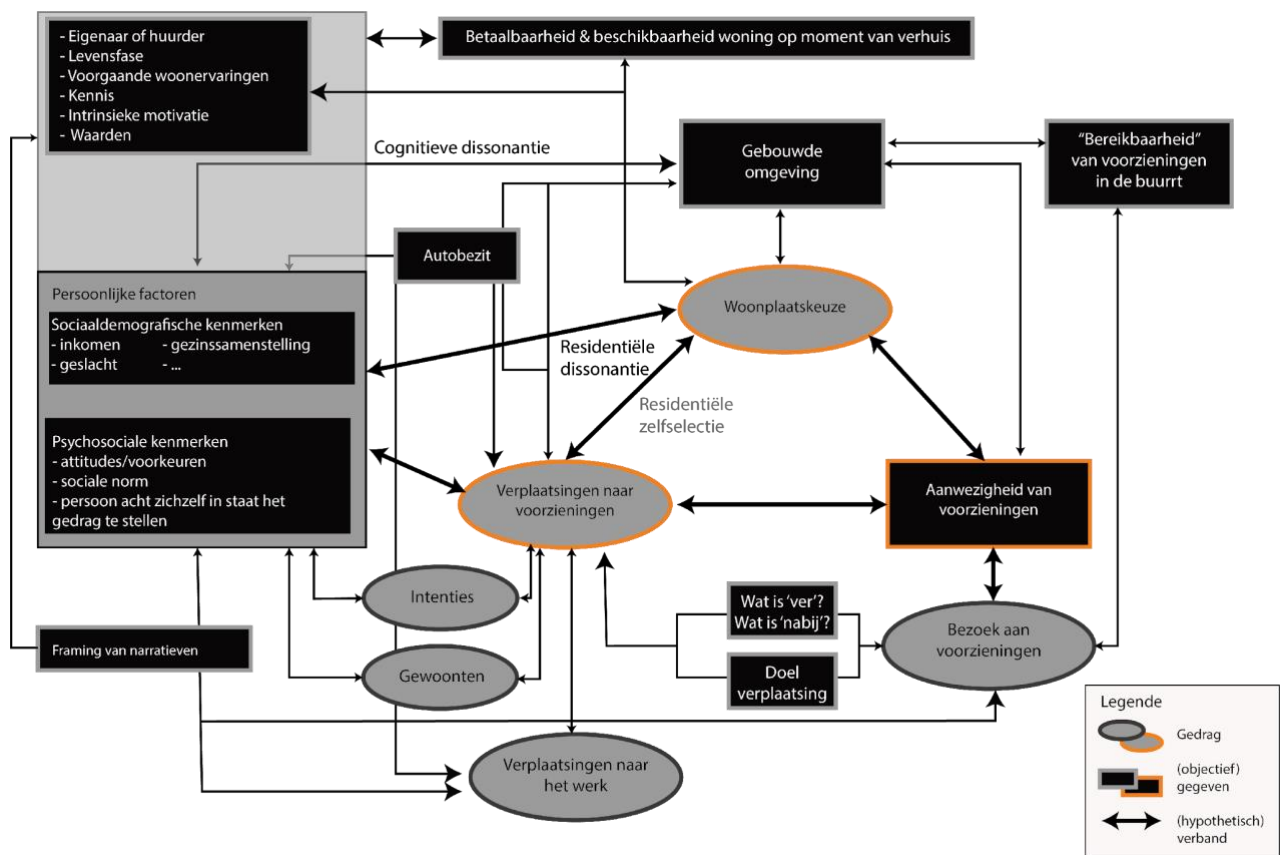 - Eigenaar of huurder
- Levensfase
- Voorgaande woonervaringen
- Kennis
- Intrinsieke motivatie
- Waarden
Betaalbaarheid & beschikbaarheid woning op moment van verhuis
Cognitieve dissonantie
Gebouwde
omgeving
“Bereikbaarheid”
van voorzieningen
in de buurrt
Autobezit
Persoonlijke factoren
Sociaaldemografische kenmerken
- inkomen - gezinssamenstelling
- geslacht - ...
Woonplaatskeuze
Residentiële
dissonantie
Residentiële
zelfselectie
Psychosociale kenmerken
- attitudes/voorkeuren
- sociale norm
- persoon acht zichzelf in staat het
gedrag te stellen
Verplaatsingen naar
voorzieningen
Aanwezigheid van
voorzieningen
Intenties
Wat is ‘ver’?
Wat is ‘nabij’?
Bezoek aan
voorzieningen
Framing van narratieven
Gewoonten
Doel
verplaatsing
Verplaatsingen naar
het werk
Legende
Gedrag
(objectief)
gegeven
(hypothetisch)
verband